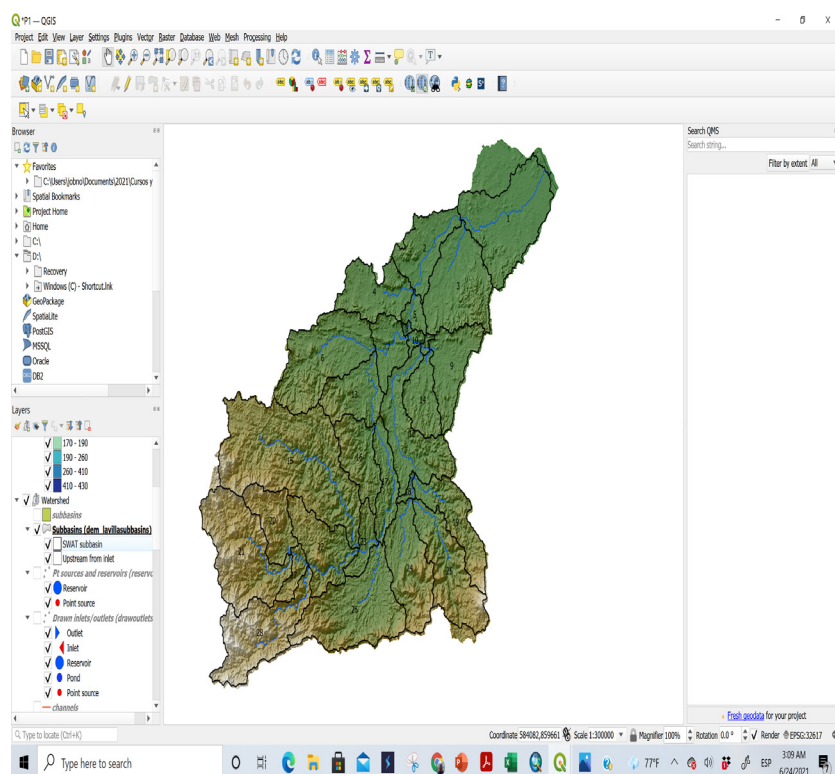 *P1 — QGIS
Project Edit View Layer Settings Plugins Vector Raster Database Web Mesh Processing Help
Browser
Search QMS
Search string...
Filter by extent All
Favorites
C:\Users\jobno\Documents\2021\Cursos y
Spatial Bookmarks
Project Home
Home
C:\
D:\
Recovery
Windows (C) - Shortcut.lnk
GeoPackage
SpatiaLite
PostGIS
MSSQL
Oracle
DB2
Layers
170 - 190
190 - 260
260 - 410
410 - 430
Watershed
subbasins
Subbasins (dem_lavillasubbasins)
SWAT subbasin
Upstream from inlet
Pt sources and reservoirs (reservo
Reservoir
Point source
Drawn inlets/outlets (drawoutlets
Outlet
Inlet
Reservoir
Pond
Point source
channels
1
2
3
9
14
Fresh geodata for your project
Type to locate (Ctrl+K)
Coordinate 584082,859661 Scale 1:300000 Magnifier 100% Rotation 0.0 ° Render EPSG:32617
Type here to search
77°F ESP 3:09 AM
6/24/2021